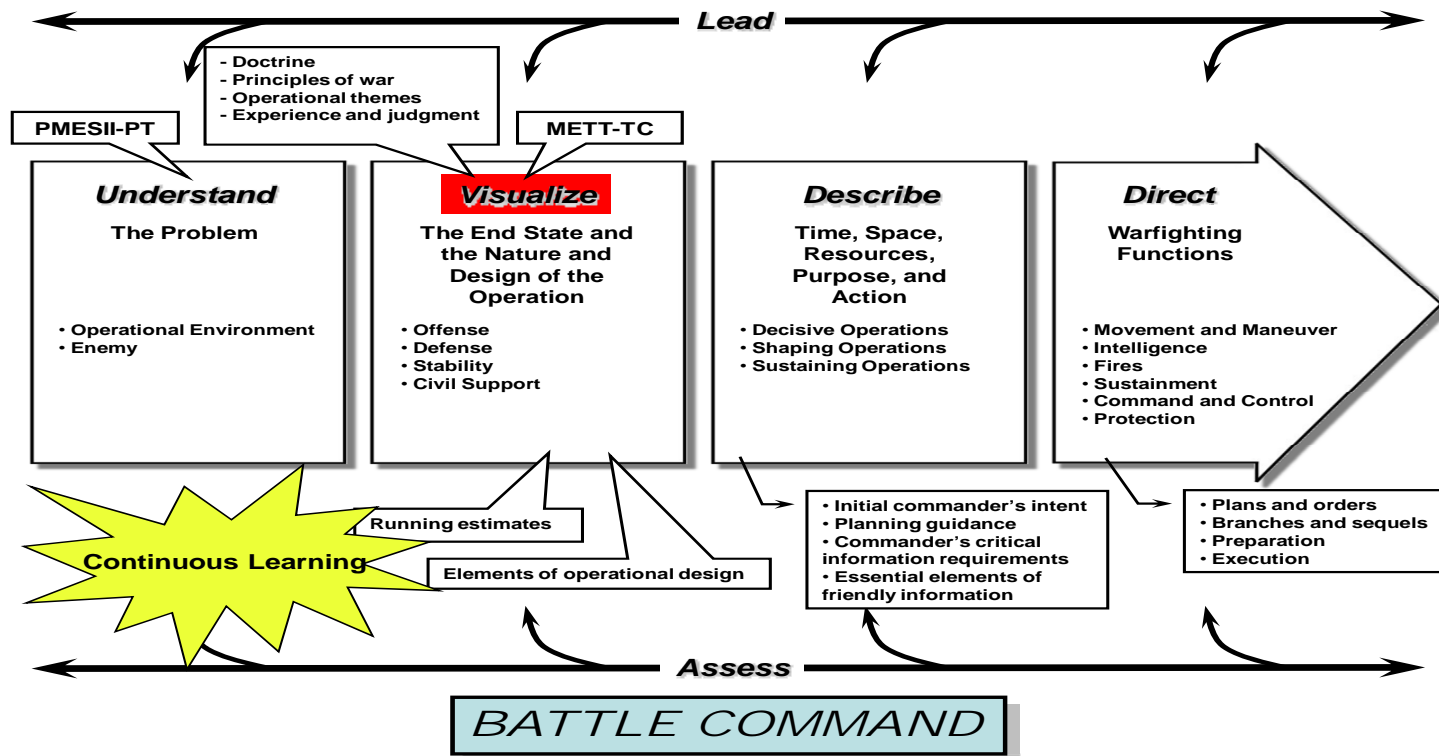 Lead
- Doctrine
- Principles of war
- Operational themes
- Experience and judgment
PMESII-PT
METT-TC
Understand
The Problem
• Operational Environment
• Enemy
Visualize
The End State and
the Nature and
Design of the
Operation
• Offense
• Defense
• Stability
• Civil Support
Describe
Time, Space,
Resources,
Purpose, and
Action
• Decisive Operations
• Shaping Operations
• Sustaining Operations
Direct
Warfighting
Functions
• Movement and Maneuver
• Intelligence
• Fires
• Sustainment
• Command and Control
• Protection
Continuous Learning
Running estimates
Elements of operational design
• Initial commander's intent
• Planning guidance
• Commander's critical
information requirements
• Essential elements of
friendly information
• Plans and orders
• Branches and sequels
• Preparation
• Execution
Assess
BATTLE COMMAND